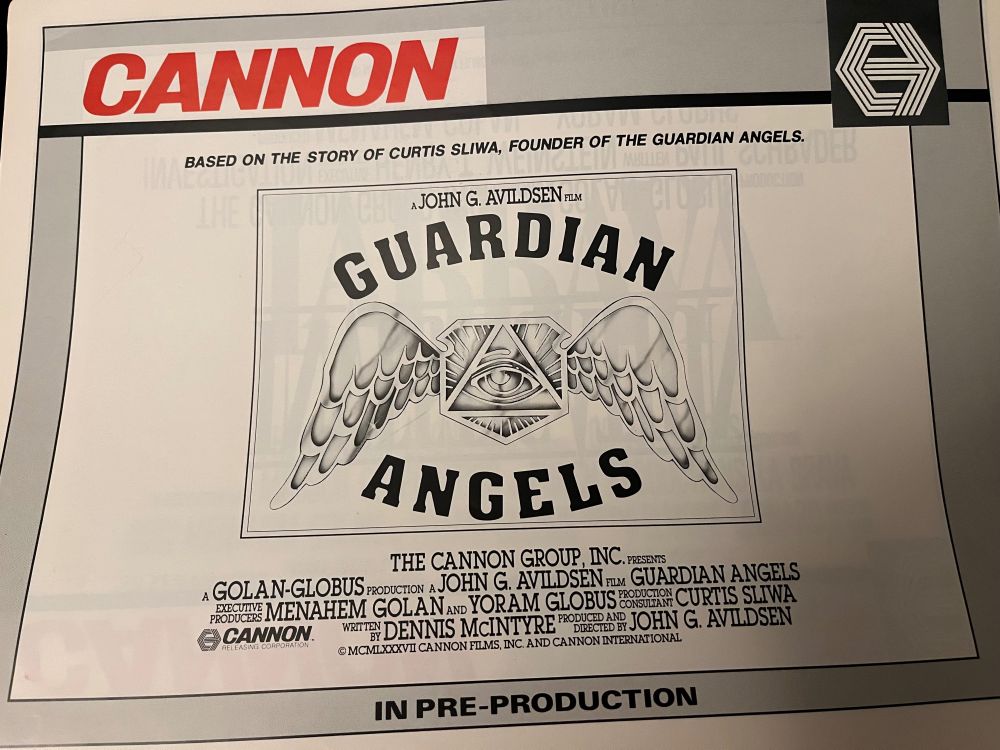 CANNON
BASED ON THE STORY OF CURTIS SLIWA, FOUNDER OF THE GUARDIAN ANGELS.
A JOHN G. AVILDSEN FILM
GUARDIAN
ANGELS
THE CANNON GROUP, INC. PRESENTS
A GOLAN-GLOBUS PRODUCTION A JOHN G. AVILDSEN FILM GUARDIAN ANGELS
EXECUTIVE PRODUCERS MENAHEM GOLAN AND YORAM GLOBUS PRODUCTION CONSULTANT CURTIS SLIWA
WRITTEN BY DENNIS McINTYRE PRODUCED AND DIRECTED BY JOHN G. AVILDSEN
CANNON
RELEASING CORPORATION
© MCMLXXXVII CANNON FILMS, INC. AND CANNON INTERNATIONAL
IN PRE-PRODUCTION